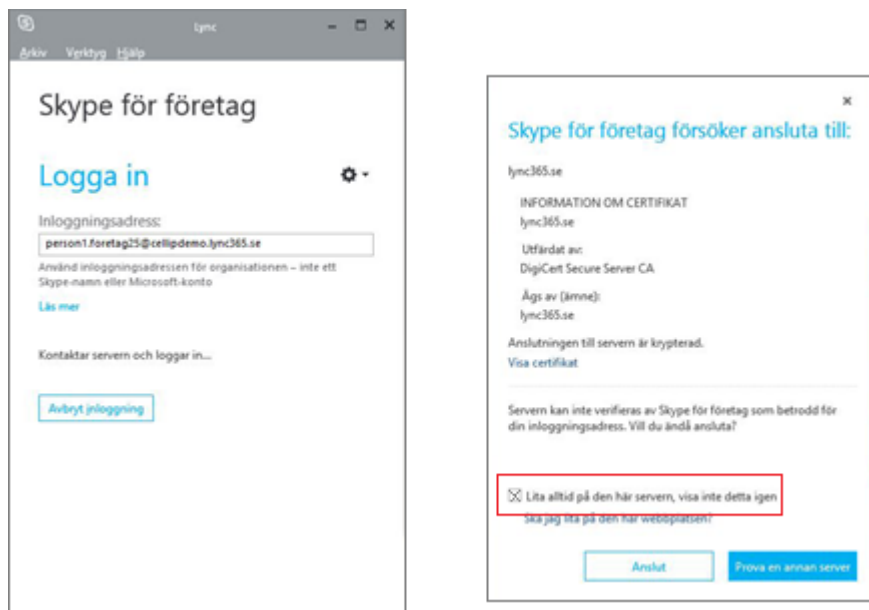 Lync
Arkiv Verktyg Hjälp
Skype för företag
Logga in
Inloggningsadress:
person1.foretag25@cellipdemo.lync365.se
Använd inloggningsadressen för organisationen – inte ett
Skype-namn eller Microsoft-konto
Läs mer
Kontaktar servern och loggar in...
Avbryt inloggning
Skype för företag försöker ansluta till:
lync365.se
INFORMATION OM CERTIFIKAT
lync365.se
Utfärdat av:
DigiCert Secure Server CA
Ägs av (ämne):
lync365.se
Anslutningen till servern är krypterad.
Visa certifikat
Servern kan inte verifieras av Skype för företag som betrodd för
din inloggningsadress. Vill du ändå ansluta?
Lita alltid på den här servern, visa inte detta igen
Ska jag lita på den här webbplatsen?
Anslut
Prova en annan server